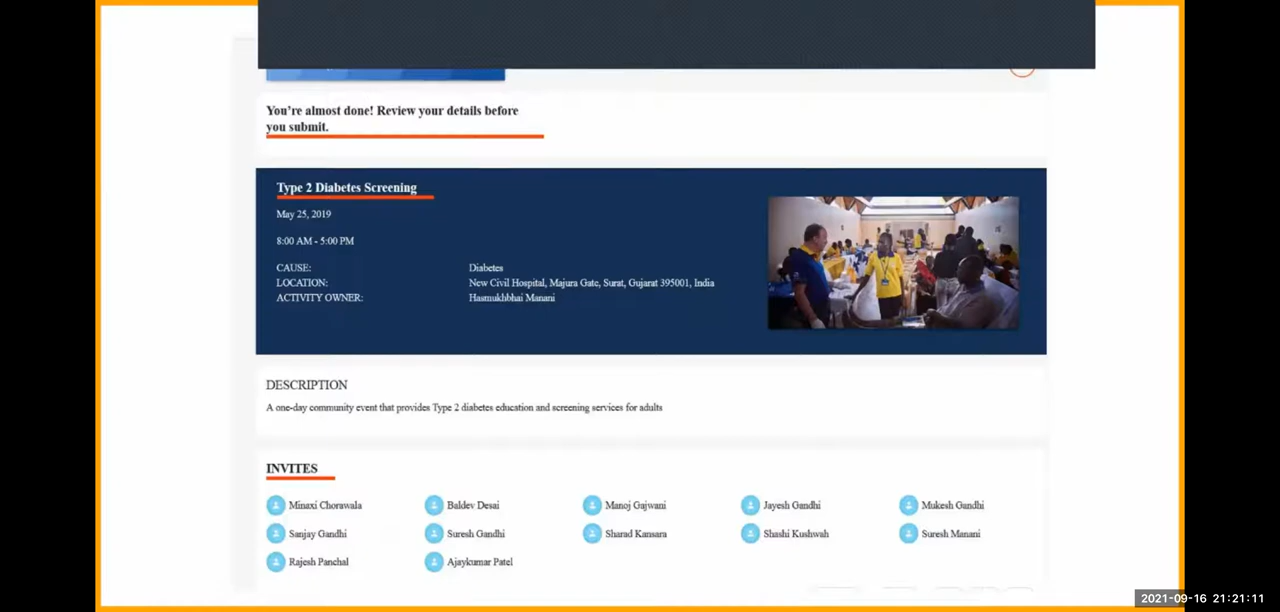 You're almost done! Review your details before
you submit.
Type 2 Diabetes Screening
May 25, 2019
8:00 AM - 5:00 PM
CAUSE: Diabetes
LOCATION: New Civil Hospital, Majura Gate, Surat, Gujarat 395001, India
ACTIVITY OWNER: Hasmukhbhai Manani
DESCRIPTION
A one-day community event that provides Type 2 diabetes education and screening services for adults
INVITES
Minaxi Chorawala Baldev Desai Manoj Gajwani Jayesh Gandhi Mukesh Gandhi
Sanjay Gandhi Suresh Gandhi Sharad Kansara Shashi Kushwah Suresh Manani
Rajesh Panchal Ajaykumar Patel
2021-09-16 21:21:11